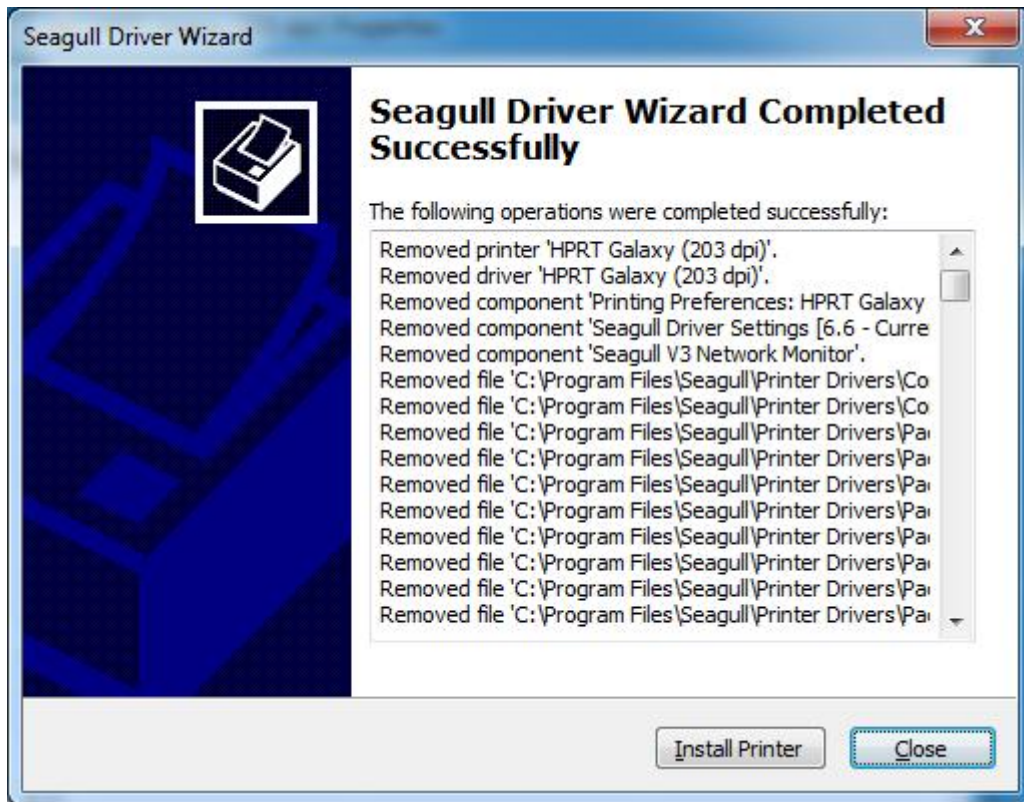 Seagull Driver Wizard
Seagull Driver Wizard Completed
Successfully
The following operations were completed successfully:
Removed printer 'HPRT Galaxy (203 dpi)'.
Removed driver 'HPRT Galaxy (203 dpi)'.
Removed component 'Printing Preferences: HPRT Galaxy
Removed component 'Seagull Driver Settings [6.6 - Curre
Removed component 'Seagull V3 Network Monitor'.
Removed file 'C:\Program Files\Seagull\Printer Drivers\Co
Removed file 'C:\Program Files\Seagull\Printer Drivers\Co
Removed file 'C:\Program Files\Seagull\Printer Drivers\Pa
Removed file 'C:\Program Files\Seagull\Printer Drivers\Pa
Removed file 'C:\Program Files\Seagull\Printer Drivers\Pa
Removed file 'C:\Program Files\Seagull\Printer Drivers\Pa
Removed file 'C:\Program Files\Seagull\Printer Drivers\Pa
Removed file 'C:\Program Files\Seagull\Printer Drivers\Pa
Removed file 'C:\Program Files\Seagull\Printer Drivers\Pa
Removed file 'C:\Program Files\Seagull\Printer Drivers\Pa
Install Printer
Close